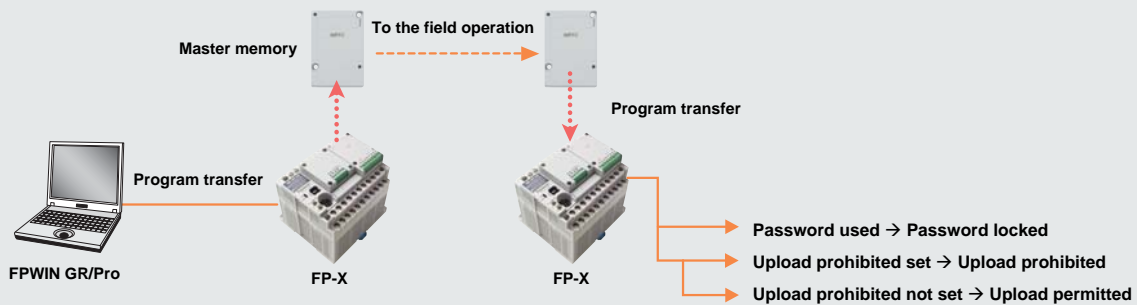 To the field operation
Master memory
Program transfer
Program transfer
FPWIN GR/Pro
FP-X
FP-X
Password used → Password locked
Upload prohibited set → Upload prohibited
Upload prohibited not set → Upload permitted